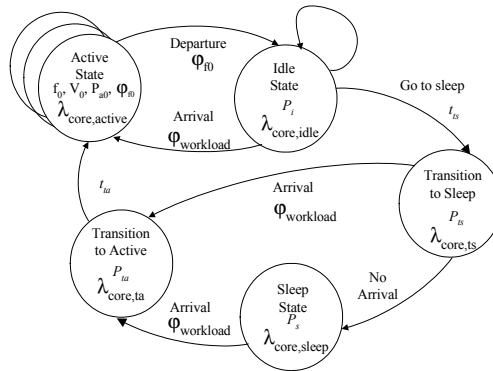 Active
State
f0, V0, Pa0, φf0
λcore,active
Departure
φf0
Idle
State
Pi
λcore,idle
Arrival
φworkload
Go to sleep
tts
tta
Arrival
φworkload
Transition
to Sleep
Pts
λcore,ts
Transition
to Active
Pta
λcore,ta
No
Arrival
Sleep
State
Ps
λcore,sleep
Arrival
φworkload